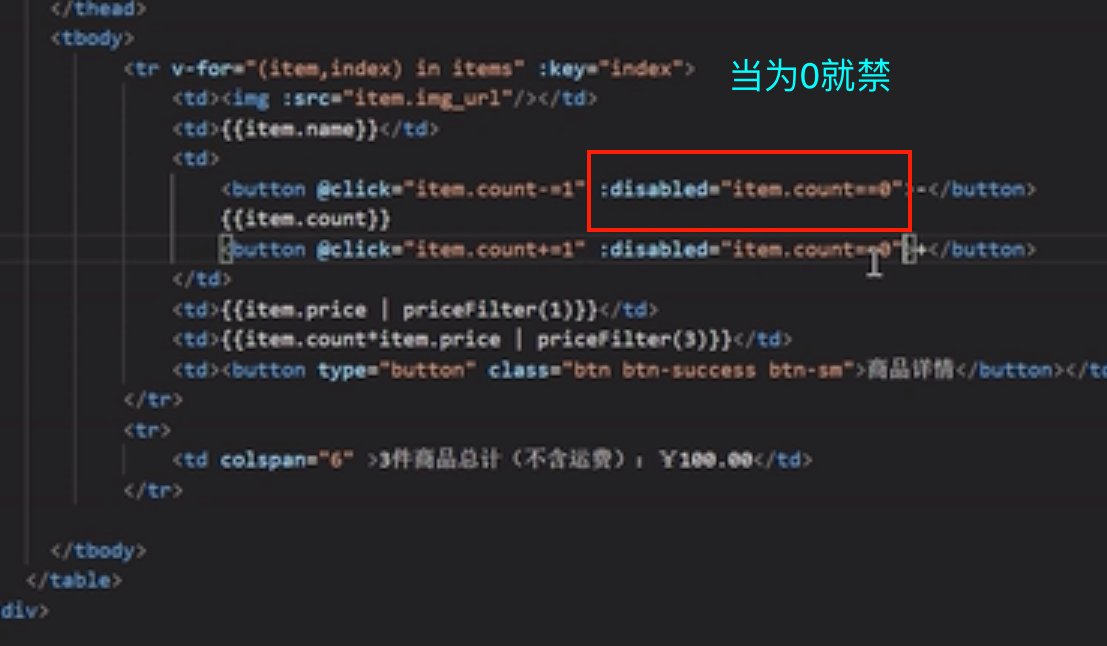 </thead>
<tbody>
<tr v-for="(item,index) in items" :key="index">
当为0就禁
<td><img :src="item.img_url"/></td>
<td>{{item.name}}</td>
<td>
<button @click="item.count-=1" :disabled="item.count==0">-</button>
{{item.count}}
<button @click="item.count+=1" :disabled="item.count==0">+</button>
</td>
<td>{{item.price | priceFilter(1)}}</td>
<td>{{item.count*item.price | priceFilter(3)}}</td>
<td><button type="button" class="btn btn-success btn-sm">商品详情</button></td
</tr>
<tr>
<td colspan="6" >3件商品总计（不含运费）：￥100.00</td>
</tr>
</tbody>
</table>
div>